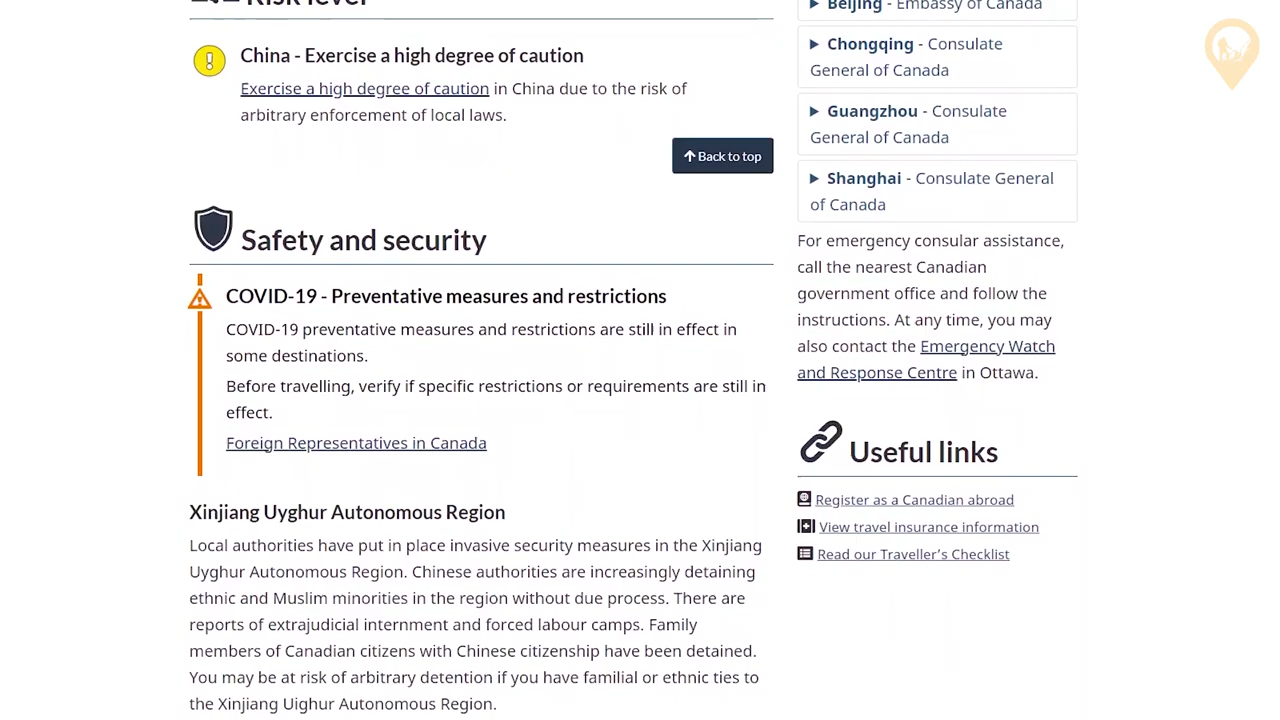 Risk level
China - Exercise a high degree of caution
Exercise a high degree of caution in China due to the risk of
arbitrary enforcement of local laws.
Back to top
Safety and security
COVID-19 - Preventative measures and restrictions
COVID-19 preventative measures and restrictions are still in effect in
some destinations.
Before travelling, verify if specific restrictions or requirements are still in
effect.
Foreign Representatives in Canada
Xinjiang Uyghur Autonomous Region
Local authorities have put in place invasive security measures in the Xinjiang
Uyghur Autonomous Region. Chinese authorities are increasingly detaining
ethnic and Muslim minorities in the region without due process. There are
reports of extrajudicial internment and forced labour camps. Family
members of Canadian citizens with Chinese citizenship have been detained.
You may be at risk of arbitrary detention if you have familial or ethnic ties to
the Xinjiang Uighur Autonomous Region.
Beijing - Embassy of Canada
Chongqing - Consulate
General of Canada
Guangzhou - Consulate
General of Canada
Shanghai - Consulate General
of Canada
For emergency consular assistance,
call the nearest Canadian
government office and follow the
instructions. At any time, you may
also contact the Emergency Watch
and Response Centre in Ottawa.
Useful links
Register as a Canadian abroad
View travel insurance information
Read our Traveller's Checklist